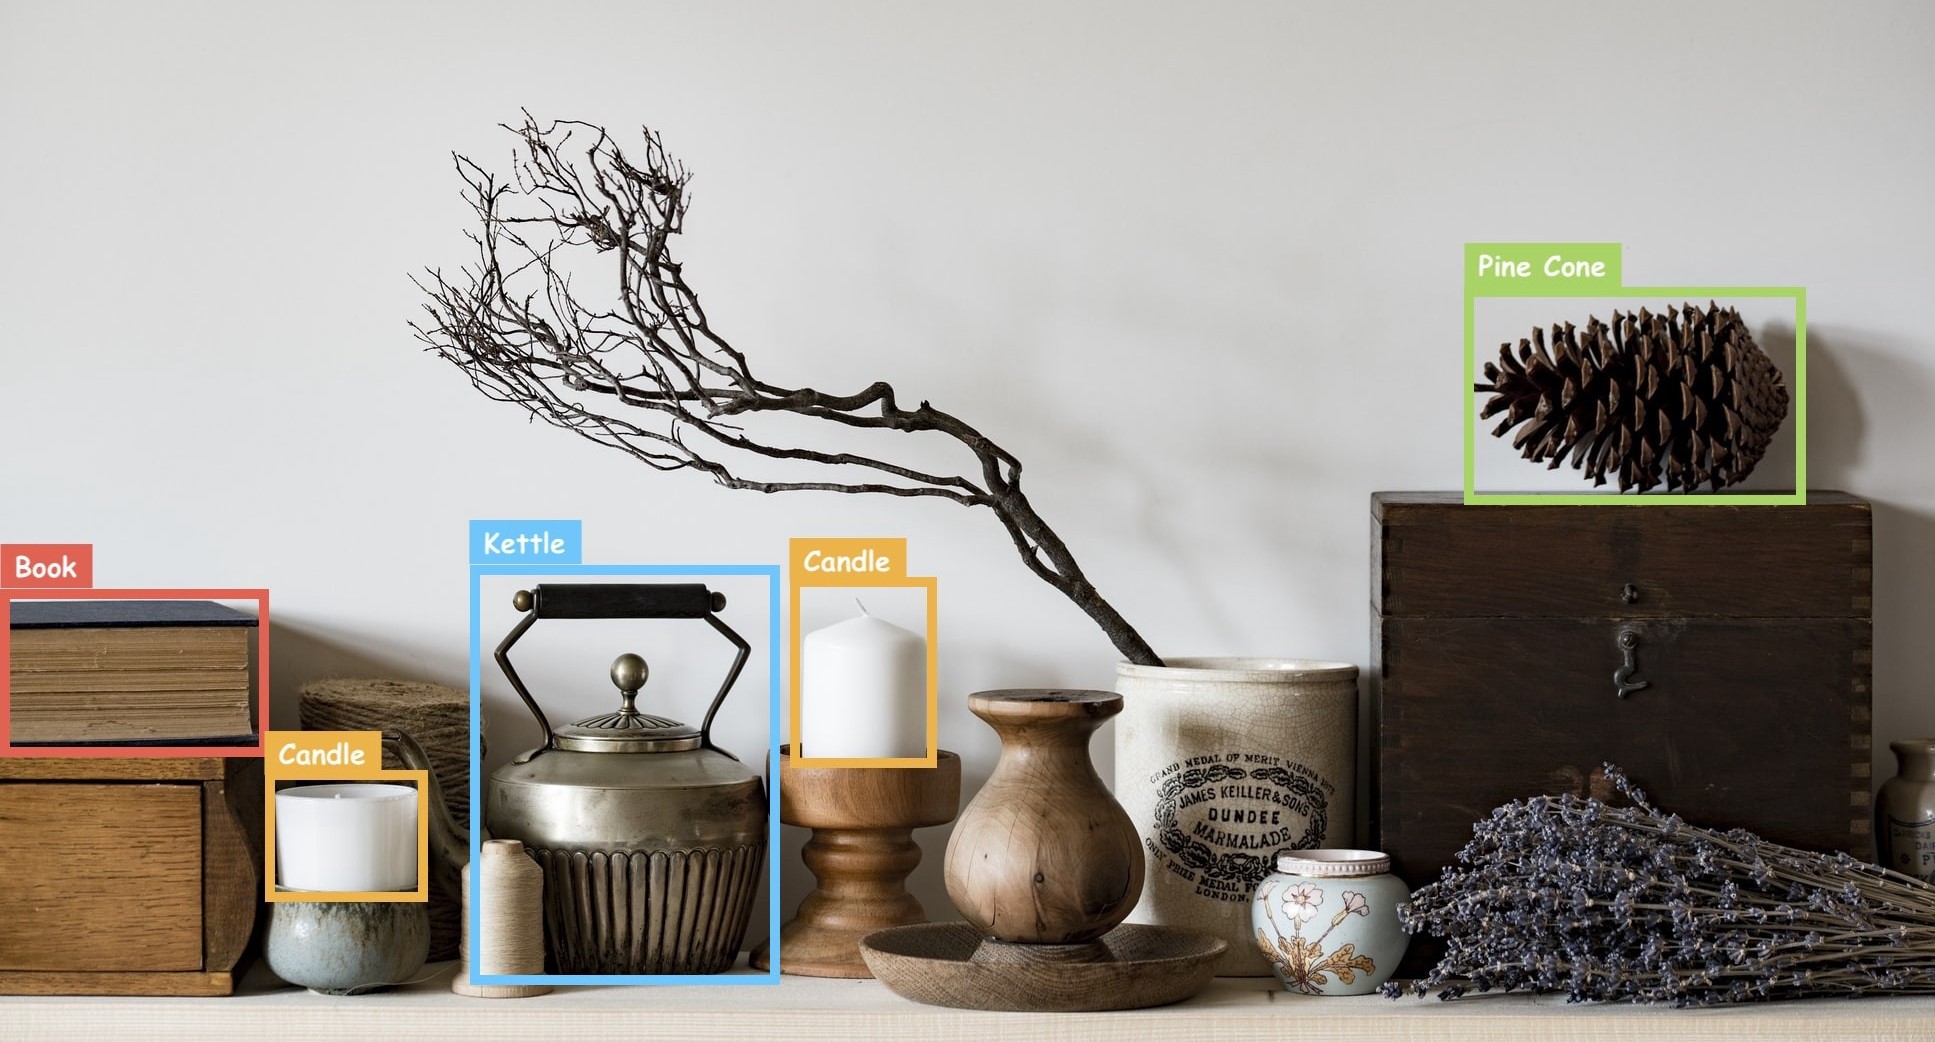 Pine Cone
Kettle
Candle
Book
Candle
GRAND MEDAL OF MERIT VIENNA
JAMES KEILLER & SONS
DUNDEE
MARMALADE
ONLY PRIZE MEDAL
LONDON,